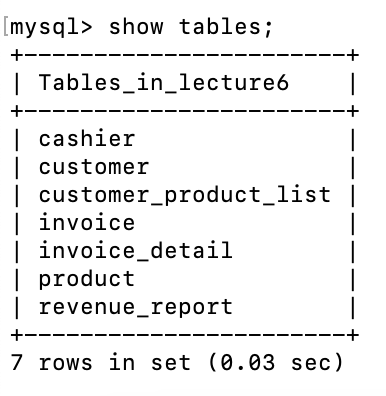 [mysql> show tables;
+------------------------+
| Tables_in_lecture6     |
+------------------------+
| cashier                |
| customer               |
| customer_product_list  |
| invoice                |
| invoice_detail         |
| product                |
| revenue_report         |
+------------------------+
7 rows in set (0.03 sec)